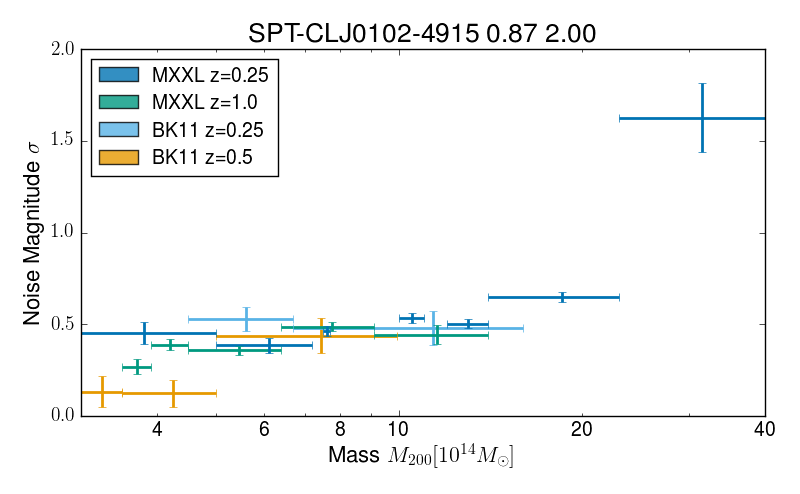 SPT-CLJ0102-4915 0.87 2.00
2.0
1.5
1.0
0.5
0.0
Noise Magnitude σ
MXXL z=0.25
MXXL z=1.0
BK11 z=0.25
BK11 z=0.5
4 6 8 10 20 40
Mass M₂₀₀[10¹⁴M☉]